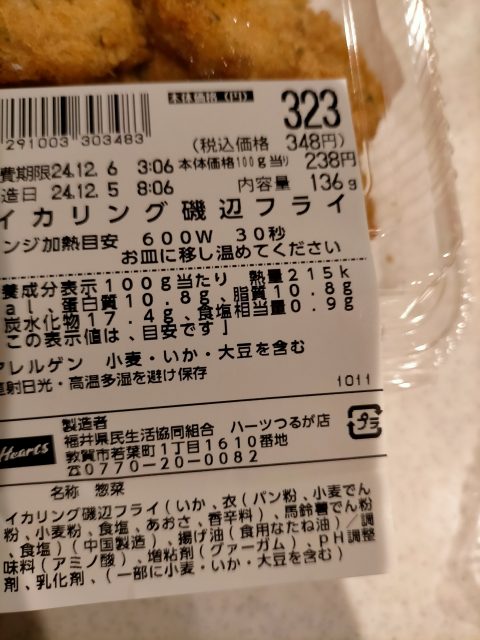 本体価格(円)
323
291003 303483
(税込価格 348円)
費期限24.12.6 3:06 本体価格100g当り 238円
造日 24.12.5 8:06 内容量 136g
イカリング磯辺フライ
ンジ加熱目安 600W 30秒
お皿に移し温めてください
養成分表示100g当たり 熱量215k
al、蛋白質10.8g、脂質10.8g
炭水化物17.4g、食塩相当量0.9g
この表示値は、目安です]
アレルゲン 小麦・いか・大豆を含む
直射日光・高温多湿を避け保存
1011
製造者
福井県民生活協同組合 ハーツつるが店
敦賀市若葉町1丁目1610番地
☎0770-20-0082
Hearts
プラ
名称 惣菜
イカリング磯辺フライ(いか、衣(パン粉、小麦でん
粉、小麦粉、食塩、あおさ、香辛料)、馬鈴薯でん粉
、食塩)(中国製造)、揚げ油(食用なたね油)/調
味料(アミノ酸)、増粘剤(グァーガム)、pH調整
剤、乳化剤、(一部に小麦・いか・大豆を含む)